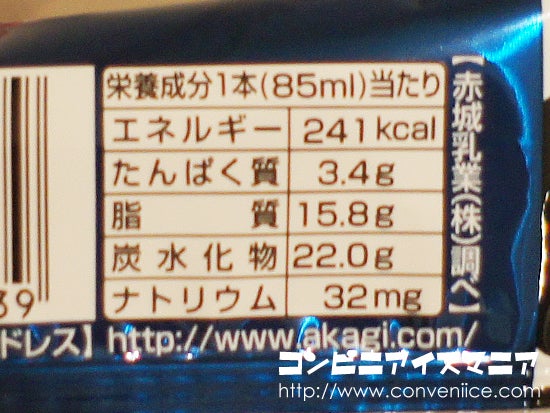 栄養成分1本(85ml)当たり
エネルギー 241kcal
たんぱく質 3.4g
脂質 15.8g
炭水化物 22.0g
ナトリウム 32mg
【赤城乳業(株)調べ】
39
ドレス】http://www.akagi.com/
コンビニアイスマニア
http://www.conveniice.com/